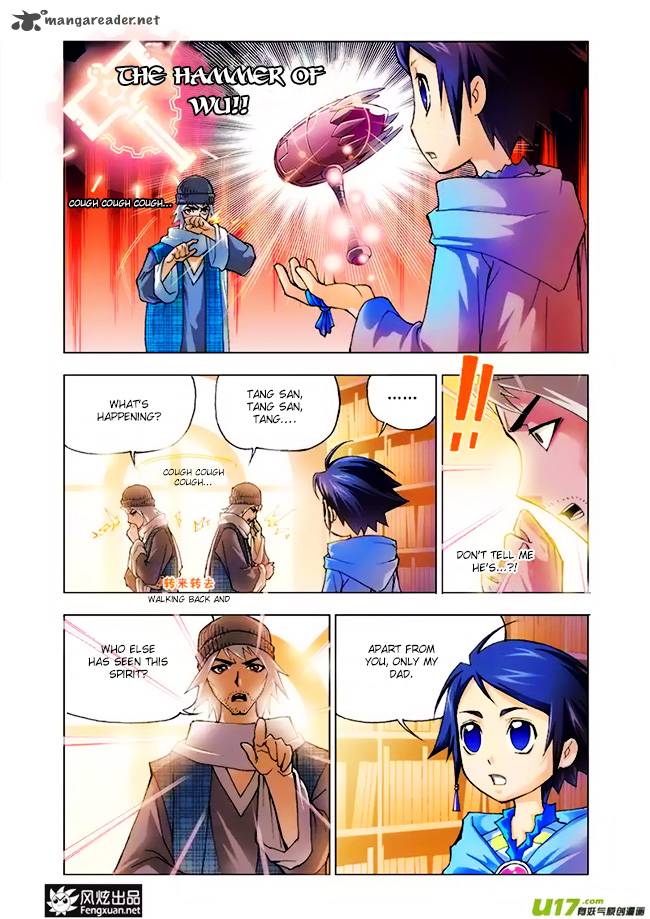 mangareader.net
THE HAMMER OF
WU!!
COUGH COUGH COUGH...
WHAT'S
HAPPENING?
TANG SAN,
TANG SAN,
TANG....
......
COUGH COUGH
COUGH...
转来转去
WALKING BACK AND
!!
DON'T TELL ME
HE'S...?!
WHO ELSE
HAS SEEN THIS
SPIRIT?
APART FROM
YOU, ONLY MY
DAD.
风炫出品
Fengxuan.net
U17.com
有妖气原创漫画